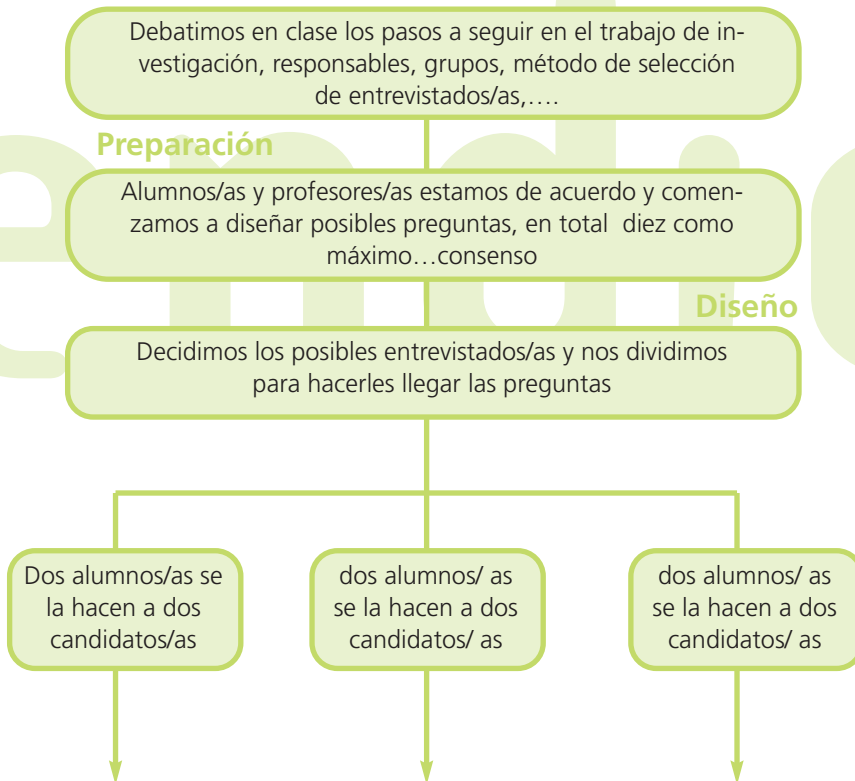 Debatimos en clase los pasos a seguir en el trabajo de in-
vestigación, responsables, grupos, método de selección
de entrevistados/as,….
Preparación
Alumnos/as y profesores/as estamos de acuerdo y comen-
zamos a diseñar posibles preguntas, en total diez como
máximo…consenso
Diseño
Decidimos los posibles entrevistados/as y nos dividimos
para hacerles llegar las preguntas
Dos alumnos/as se
la hacen a dos
candidatos/as
dos alumnos/ as
se la hacen a dos
candidatos/ as
dos alumnos/ as
se la hacen a dos
candidatos/ as